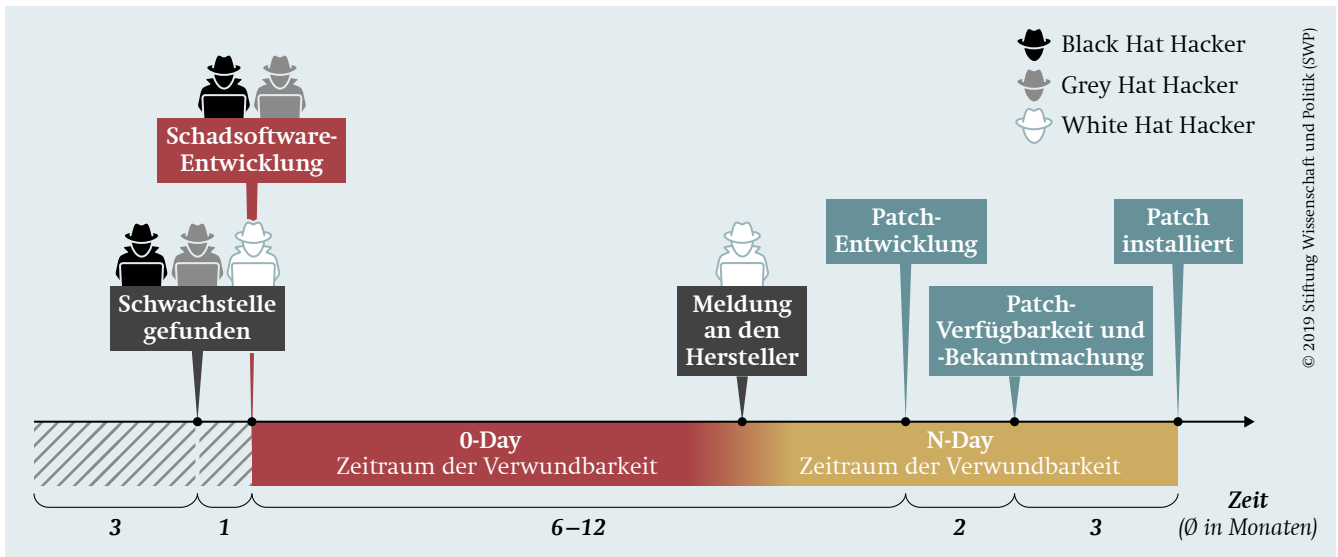 Black Hat Hacker
Grey Hat Hacker
White Hat Hacker
© 2019 Stiftung Wissenschaft und Politik (SWP)
Schadsoftware-
Entwicklung
Schwachstelle
gefunden
Meldung
an den
Hersteller
Patch-
Entwicklung
Patch-
Verfügbarkeit und
-Bekanntmachung
Patch
installiert
0-Day
Zeitraum der Verwundbarkeit
N-Day
Zeitraum der Verwundbarkeit
3
1
6–12
2
3
Zeit
(Ø in Monaten)